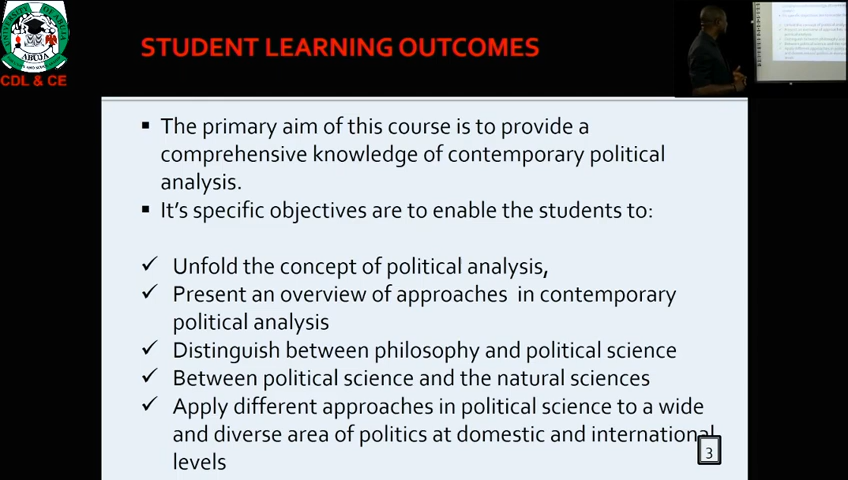 UNIVERSITY OF ABUJA
CDL & CE
STUDENT LEARNING OUTCOMES
▪ The primary aim of this course is to provide a
comprehensive knowledge of contemporary political
analysis.
▪ It's specific objectives are to enable the students to:
✓ Unfold the concept of political analysis,
✓ Present an overview of approaches in contemporary
political analysis
✓ Distinguish between philosophy and political science
✓ Between political science and the natural sciences
✓ Apply different approaches in political science to a wide
and diverse area of politics at domestic and international
levels
3